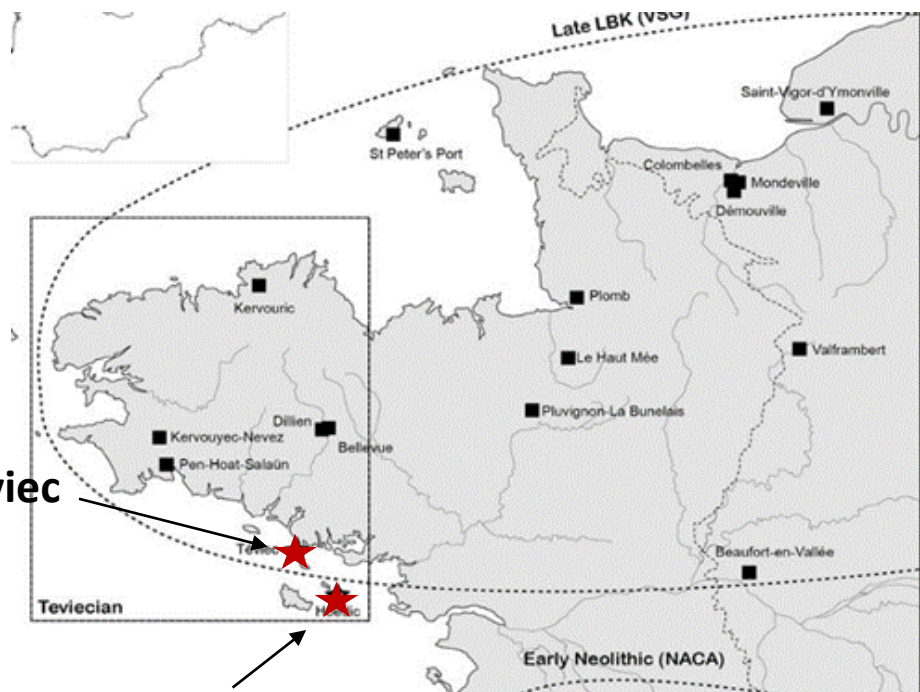 Late LBK (VSG)
Saint-Vigor-d'Ymonville
St Peter's Port
Colombelles
Mondeville
Démouville
Kervouric
Plomb
Le Haut Mée
Valframbert
Pluvignon-La Bunelais
Dillien
Bellevue
Kervouyec-Nevez
Pen-Hoat-Salaün
Beaufort-en-Vallée
Teviecian
Early Neolithic (NACA)